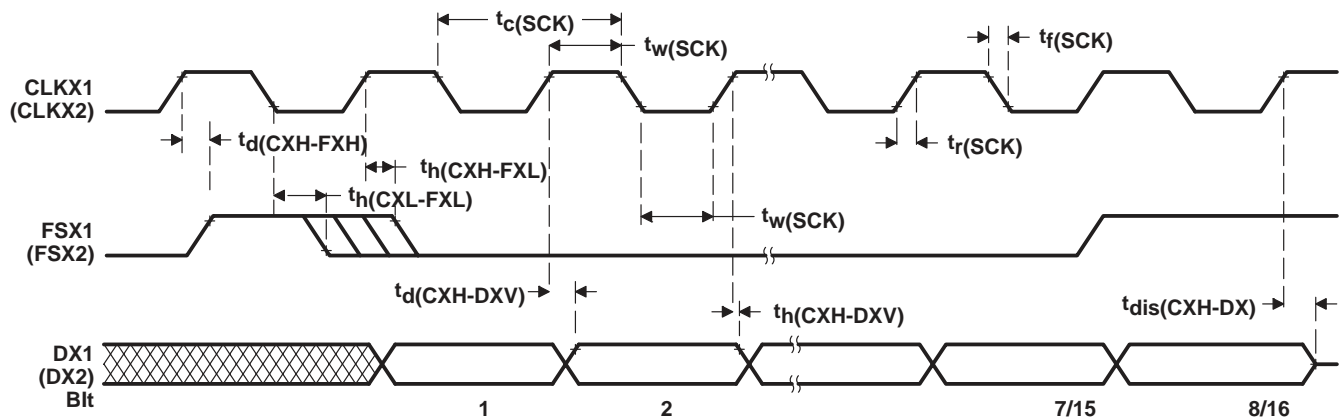 tc(SCK)
tw(SCK)
tf(SCK)
CLKX1
(CLKX2)
td(CXH-FXH)
th(CXH-FXL)
tr(SCK)
th(CXL-FXL)
tw(SCK)
FSX1
(FSX2)
td(CXH-DXV)
th(CXH-DXV)
tdis(CXH-DX)
DX1
(DX2)
BIt
1
2
7/15
8/16